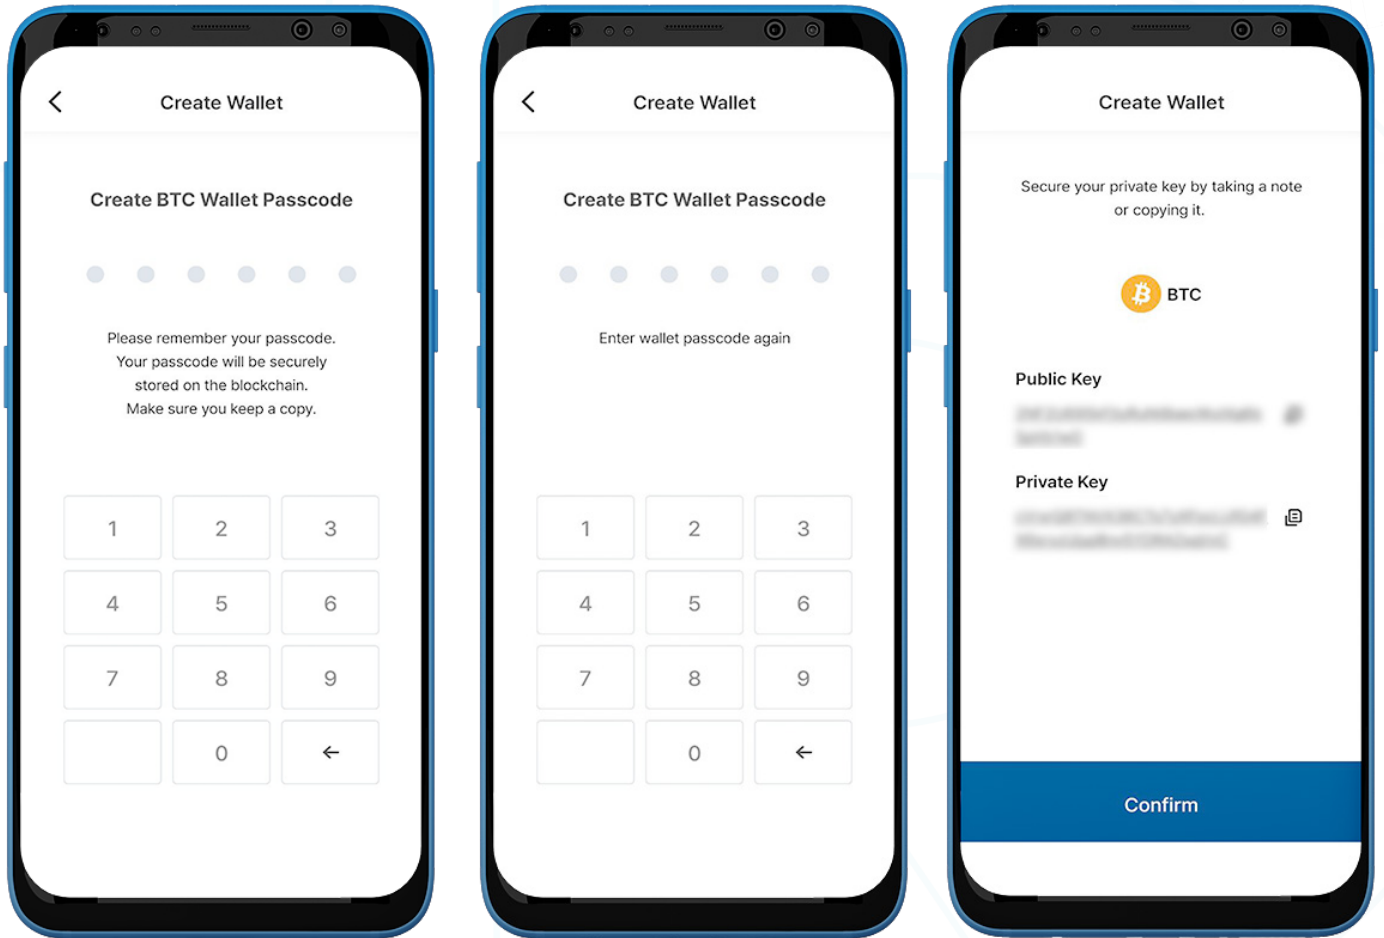 Create Wallet
Create BTC Wallet Passcode
Please remember your passcode.
Your passcode will be securely
stored on the blockchain.
Make sure you keep a copy.
1 2 3
4 5 6
7 8 9
0
Create Wallet
Create BTC Wallet Passcode
Enter wallet passcode again
1 2 3
4 5 6
7 8 9
0
Create Wallet
Secure your private key by taking a note
or copying it.
BTC
Public Key
Private Key
Confirm